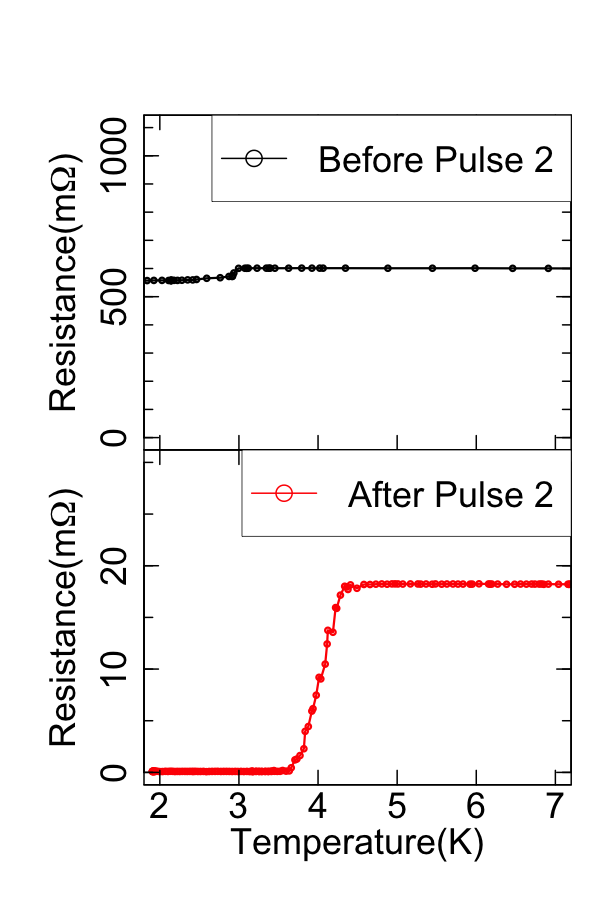 Before Pulse 2
Resistance(mΩ)
1000
500
0
After Pulse 2
Resistance(mΩ)
20
10
0
2 3 4 5 6 7
Temperature(K)